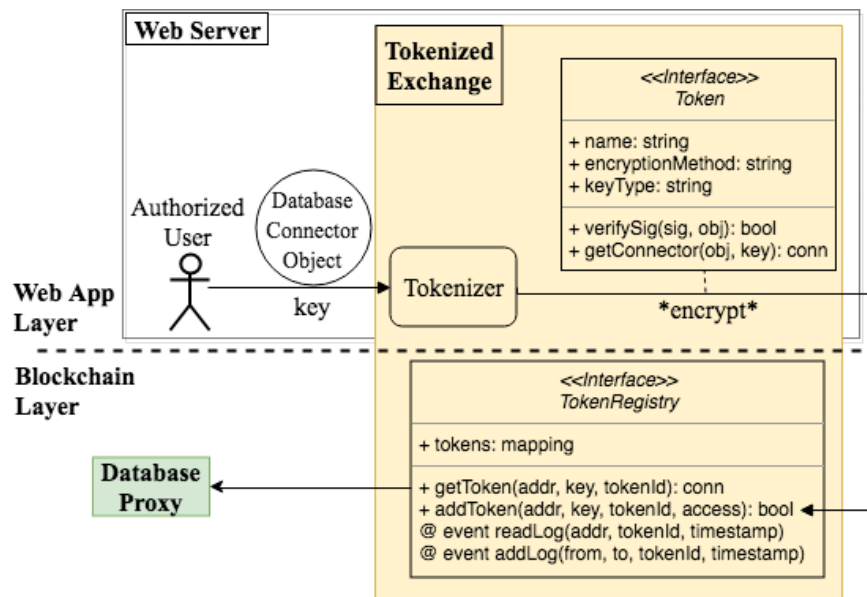 Web Server
Tokenized
Exchange
<<Interface>>
Token
+ name: string
+ encryptionMethod: string
+ keyType: string
+ verifySig(sig, obj): bool
+ getConnector(obj, key): conn
Authorized
User
Database
Connector
Object
key
Tokenizer
*encrypt*
Web App
Layer
Blockchain
Layer
<<Interface>>
TokenRegistry
+ tokens: mapping
+ getToken(addr, key, tokenId): conn
+ addToken(addr, key, tokenId, access): bool
@ event readLog(addr, tokenId, timestamp)
@ event addLog(from, to, tokenId, timestamp)
Database
Proxy